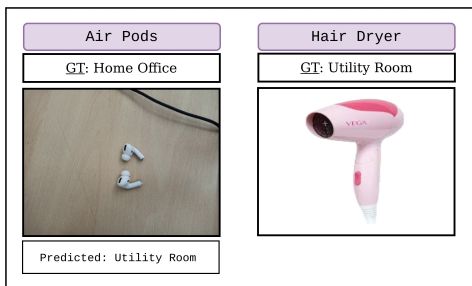 Air Pods
GT: Home Office
Predicted: Utility Room
Hair Dryer
GT: Utility Room
VEGA